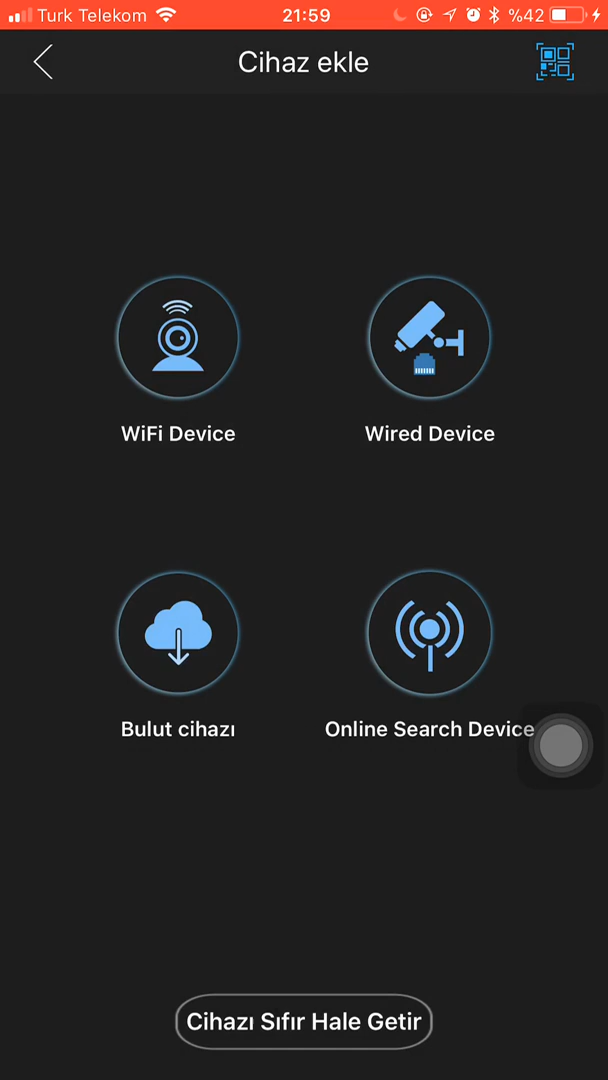 Turk Telekom 21:59 %42
Cihaz ekle
WiFi Device Wired Device
Bulut cihazı Online Search Device
Cihazı Sıfır Hale Getir